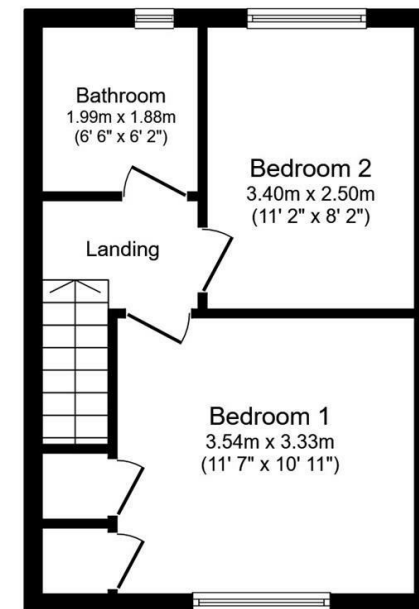 Bathroom
1.99m x 1.88m
(6' 6" x 6' 2")
Bedroom 2
3.40m x 2.50m
(11' 2" x 8' 2")
Landing
Bedroom 1
3.54m x 3.33m
(11' 7" x 10' 11")